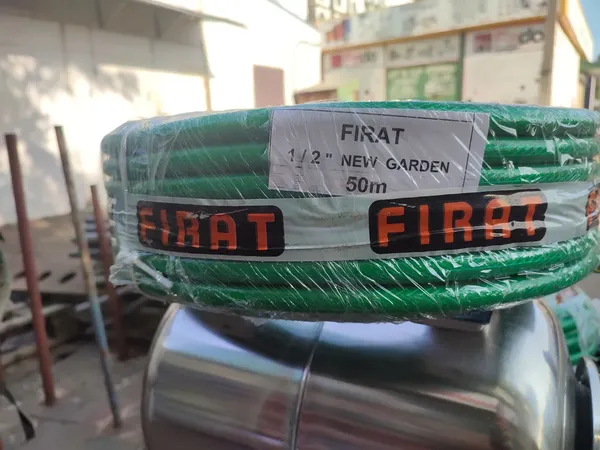 FIRAT
1/2" NEW GARDEN
50m
FIRAT FIRAT